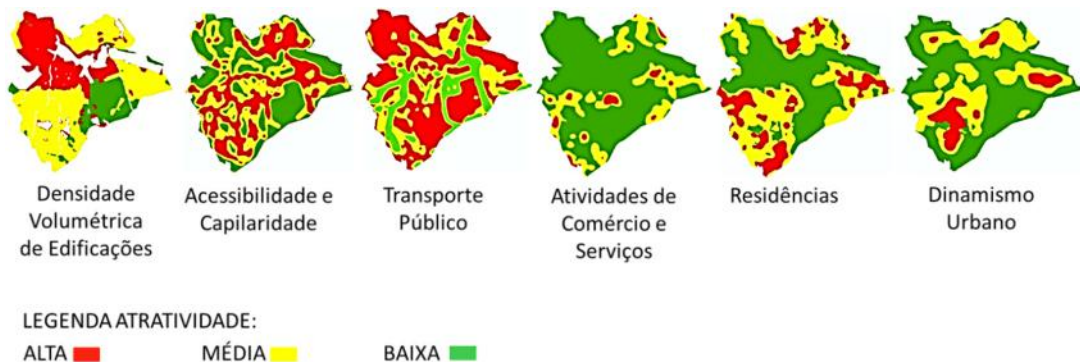 Densidade
Volumétrica
de Edificações
Acessibilidade e
Capilaridade
Transporte
Público
Atividades de
Comércio e
Serviços
Residências
Dinamismo
Urbano
LEGENDA ATRATIVIDADE:
ALTA MÉDIA BAIXA